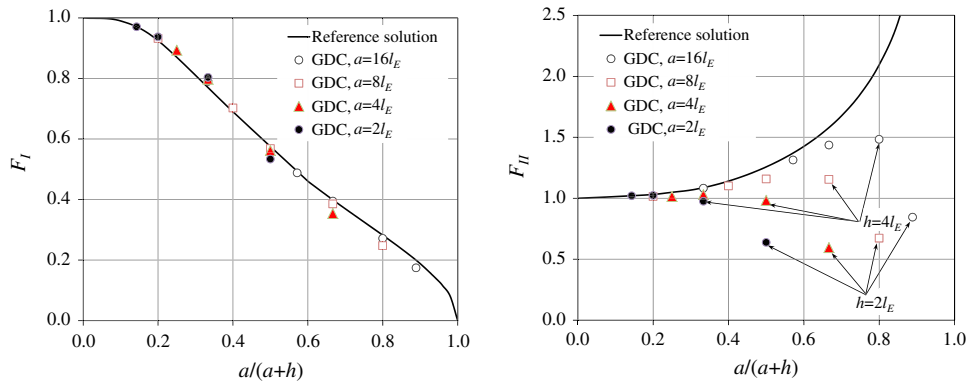 1.0
0.8
0.6
0.4
0.2
0.0
F_I
Reference solution
GDC, a=16l_E
GDC, a=8l_E
GDC, a=4l_E
GDC, a=2l_E
0.0 0.2 0.4 0.6 0.8 1.0
a/(a+h)
2.5
2.0
1.5
1.0
0.5
0.0
F_II
Reference solution
GDC, a=16l_E
GDC, a=8l_E
GDC, a=4l_E
GDC, a=2l_E
h=4l_E
h=2l_E
0.0 0.2 0.4 0.6 0.8 1.0
a/(a+h)